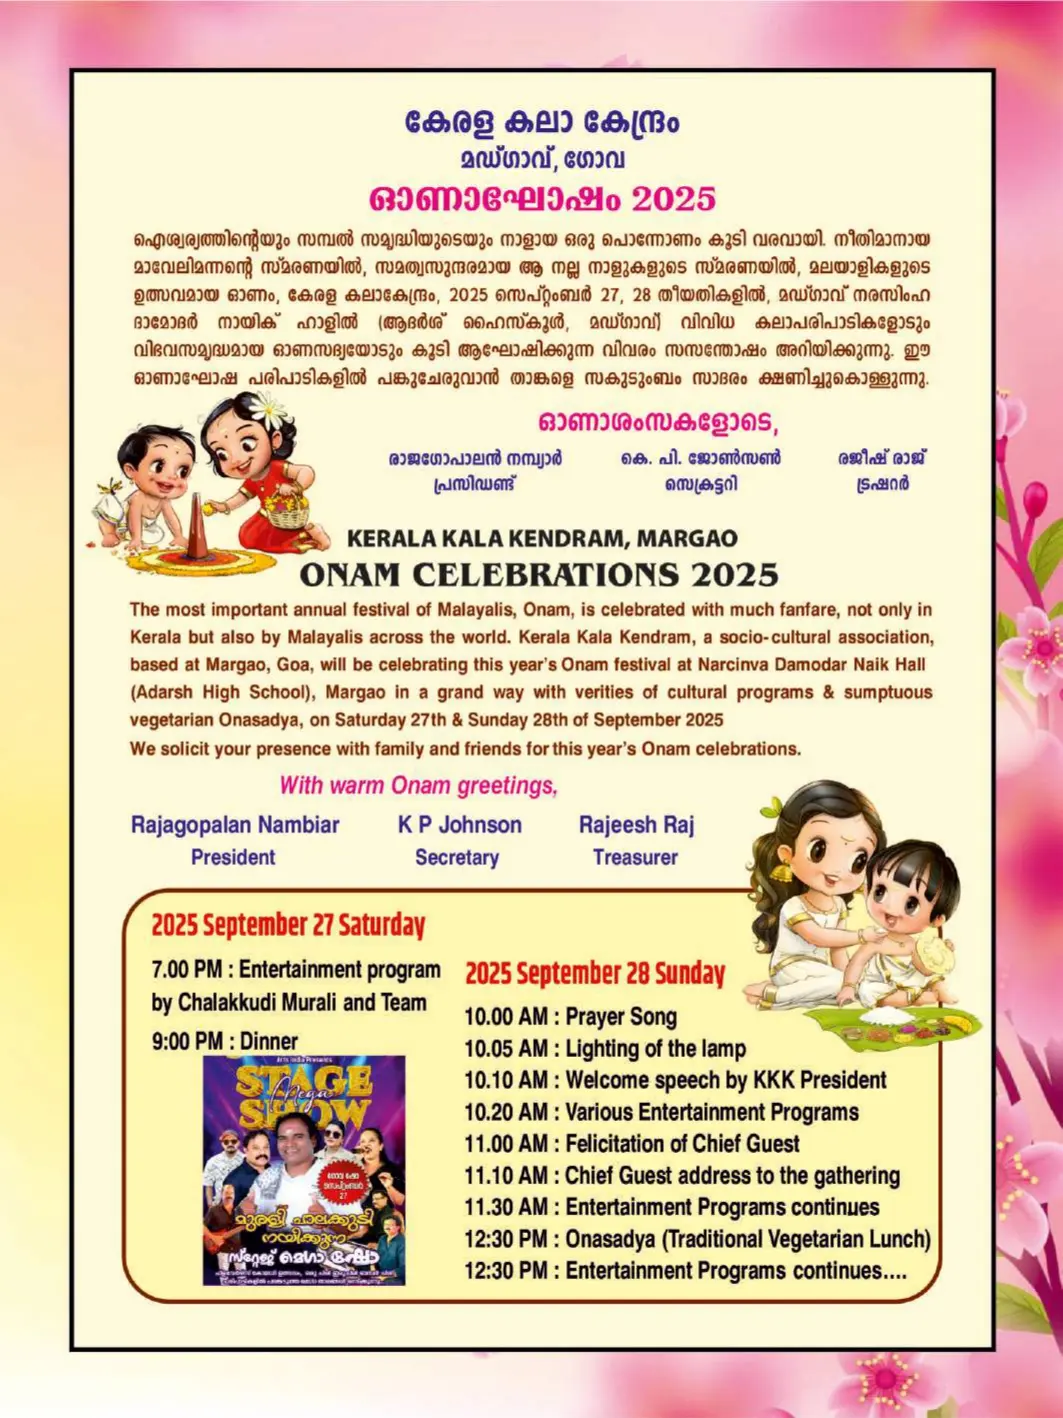 കേരള കലാ കേന്ദ്രം
മഡ്ഗാവ്, ഗോവ
ഓണാഘോഷം 2025
ഐശ്വര്യത്തിന്റെയും സമ്പൽ സമൃദ്ധിയുടെയും നാളായ ഒരു പൊന്നോണം കൂടി വരവായി. നീതിമാനായ
മാവേലിമന്നന്റെ സ്മരണയിൽ, സമത്വസുന്ദരമായ ആ നല്ല നാളുകളുടെ സ്മരണയിൽ, മലയാളികളുടെ
ഉത്സവമായ ഓണം, കേരള കലാകേന്ദ്രം, 2025 സെപ്റ്റംബർ 27, 28 തീയതികളിൽ, മഡ്ഗാവ് നരസിംഹ
ദാമോദർ നായിക് ഹാളിൽ (ആദർശ് ഹൈസ്കൂൾ, മഡ്ഗാവ്) വിവിധ കലാപരിപാടികളോടും
വിഭവസമൃദ്ധമായ ഓണസദ്യയോടും കൂടി ആഘോഷിക്കുന്ന വിവരം സസന്തോഷം അറിയിക്കുന്നു. ഈ
ഓണാഘോഷ പരിപാടികളിൽ പങ്കുചേരുവാൻ താങ്കളെ സകുടുംബം സാദരം ക്ഷണിച്ചുകൊള്ളുന്നു.
ഓണാശംസകളോടെ,
രാജഗോപാലൻ നമ്പ്യാർ കെ. പി. ജോൺസൺ രജീഷ് രാജ്
പ്രസിഡണ്ട് സെക്രട്ടറി ട്രഷറർ
KERALA KALA KENDRAM, MARGAO
ONAM CELEBRATIONS 2025
The most important annual festival of Malayalis, Onam, is celebrated with much fanfare, not only in
Kerala but also by Malayalis across the world. Kerala Kala Kendram, a socio-cultural association,
based at Margao, Goa, will be celebrating this year's Onam festival at Narcinva Damodar Naik Hall
(Adarsh High School), Margao in a grand way with verities of cultural programs & sumptuous
vegetarian Onasadya, on Saturday 27th & Sunday 28th of September 2025
We solicit your presence with family and friends for this year's Onam celebrations.
With warm Onam greetings,
Rajagopalan Nambiar K P Johnson Rajeesh Raj
President Secretary Treasurer
2025 September 27 Saturday
7.00 PM : Entertainment program
by Chalakkudi Murali and Team
9:00 PM : Dinner
Arts India Presents
STAGE
Mega
SHOW
ഗോവ ഷോ
സെപ്റ്റംബർ
27
മുരളി ചാലക്കുടി
നയിക്കുന്ന
സ്റ്റേജ് മെഗാ ഷോ
2025 September 28 Sunday
10.00 AM : Prayer Song
10.05 AM : Lighting of the lamp
10.10 AM : Welcome speech by KKK President
10.20 AM : Various Entertainment Programs
11.00 AM : Felicitation of Chief Guest
11.10 AM : Chief Guest address to the gathering
11.30 AM : Entertainment Programs continues
12:30 PM : Onasadya (Traditional Vegetarian Lunch)
12:30 PM : Entertainment Programs continues....